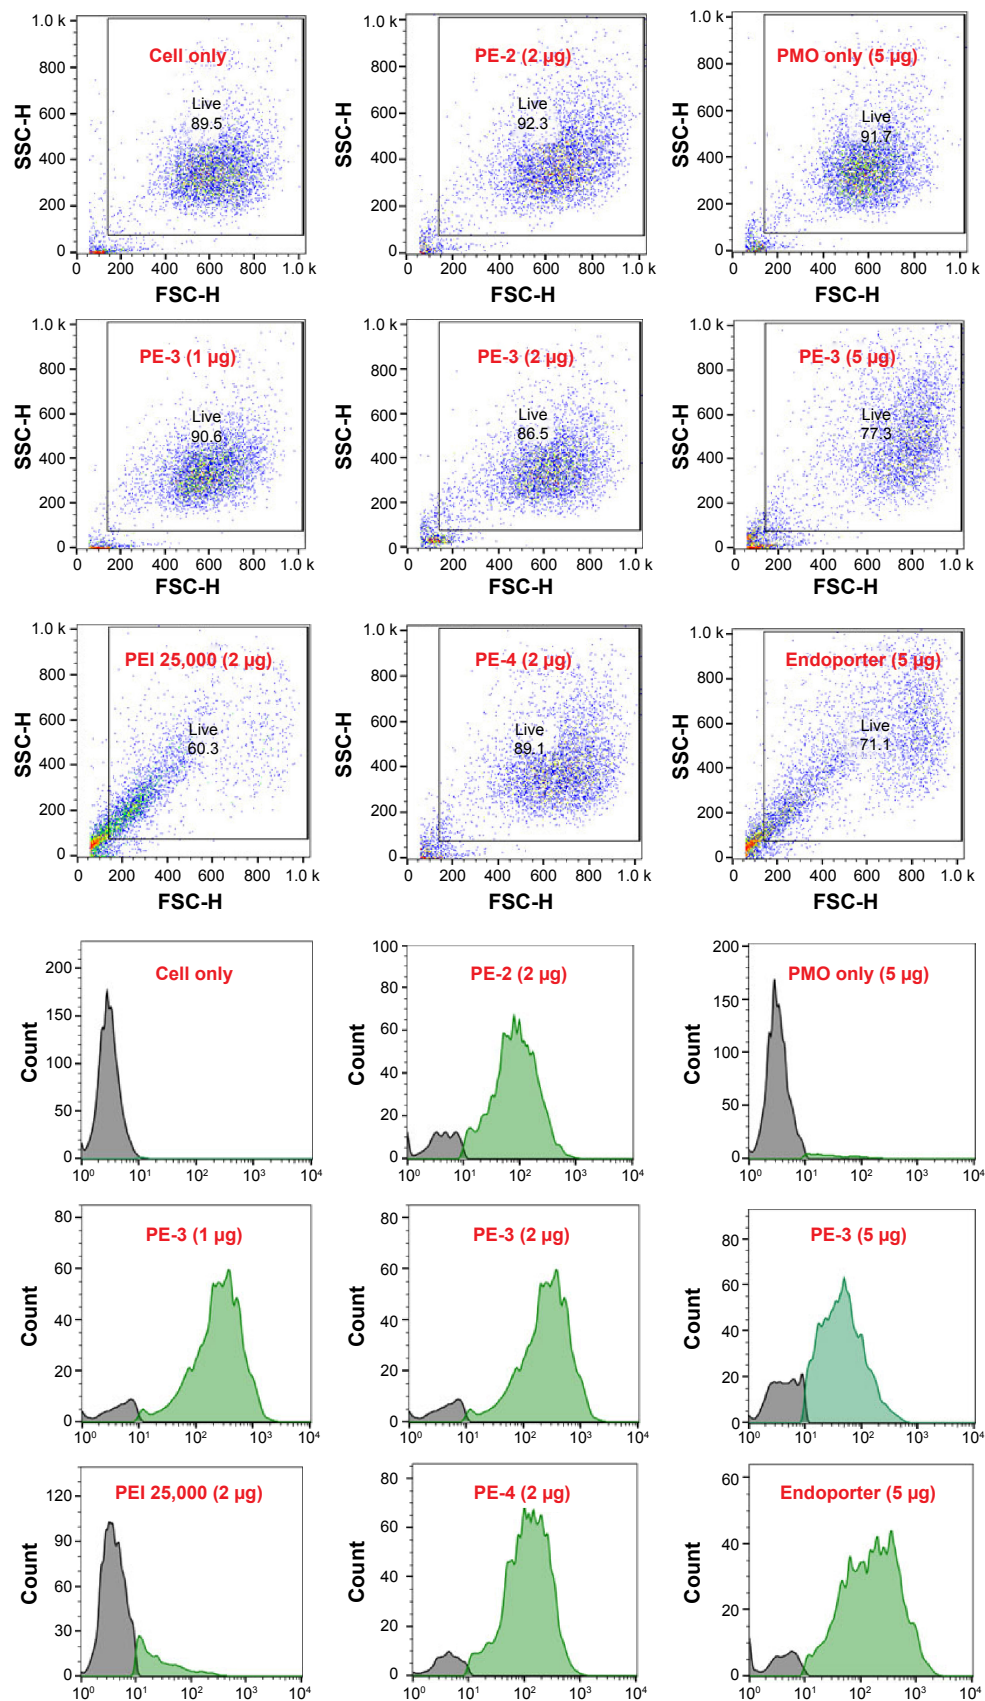 Cell only
Live
89.5
SSC-H
1.0 k
800
600
400
200
0
0 200 400 600 800 1.0 k
FSC-H
PE-2 (2 µg)
Live
92.3
SSC-H
1.0 k
800
600
400
200
0
0 200 400 600 800 1.0 k
FSC-H
PMO only (5 µg)
Live
91.7
SSC-H
1.0 k
800
600
400
200
0
0 200 400 600 800 1.0 k
FSC-H
PE-3 (1 µg)
Live
90.6
SSC-H
1.0 k
800
600
400
200
0
0 200 400 600 800 1.0 k
FSC-H
PE-3 (2 µg)
Live
86.5
SSC-H
1.0 k
800
600
400
200
0
0 200 400 600 800 1.0 k
FSC-H
PE-3 (5 µg)
Live
77.3
SSC-H
1.0 k
800
600
400
200
0
0 200 400 600 800 1.0 k
FSC-H
PEI 25,000 (2 µg)
Live
60.3
SSC-H
1.0 k
800
600
400
200
0
0 200 400 600 800 1.0 k
FSC-H
PE-4 (2 µg)
Live
89.1
SSC-H
1.0 k
800
600
400
200
0
0 200 400 600 800 1.0 k
FSC-H
Endoporter (5 µg)
Live
71.1
SSC-H
1.0 k
800
600
400
200
0
0 200 400 600 800 1.0 k
FSC-H
Cell only
Count
200
150
100
50
0
10⁰ 10¹ 10² 10³ 10⁴
PE-2 (2 µg)
Count
100
80
60
40
20
0
10⁰ 10¹ 10² 10³ 10⁴
PMO only (5 µg)
Count
200
150
100
50
0
10⁰ 10¹ 10² 10³ 10⁴
PE-3 (1 µg)
Count
80
60
40
20
0
10⁰ 10¹ 10² 10³ 10⁴
PE-3 (2 µg)
Count
80
60
40
20
0
10⁰ 10¹ 10² 10³ 10⁴
PE-3 (5 µg)
Count
80
60
40
20
0
10⁰ 10¹ 10² 10³ 10⁴
PEI 25,000 (2 µg)
Count
120
90
60
30
0
10⁰ 10¹ 10² 10³ 10⁴
PE-4 (2 µg)
Count
80
60
40
20
0
10⁰ 10¹ 10² 10³ 10⁴
Endoporter (5 µg)
Count
60
40
20
0
10⁰ 10¹ 10² 10³ 10⁴